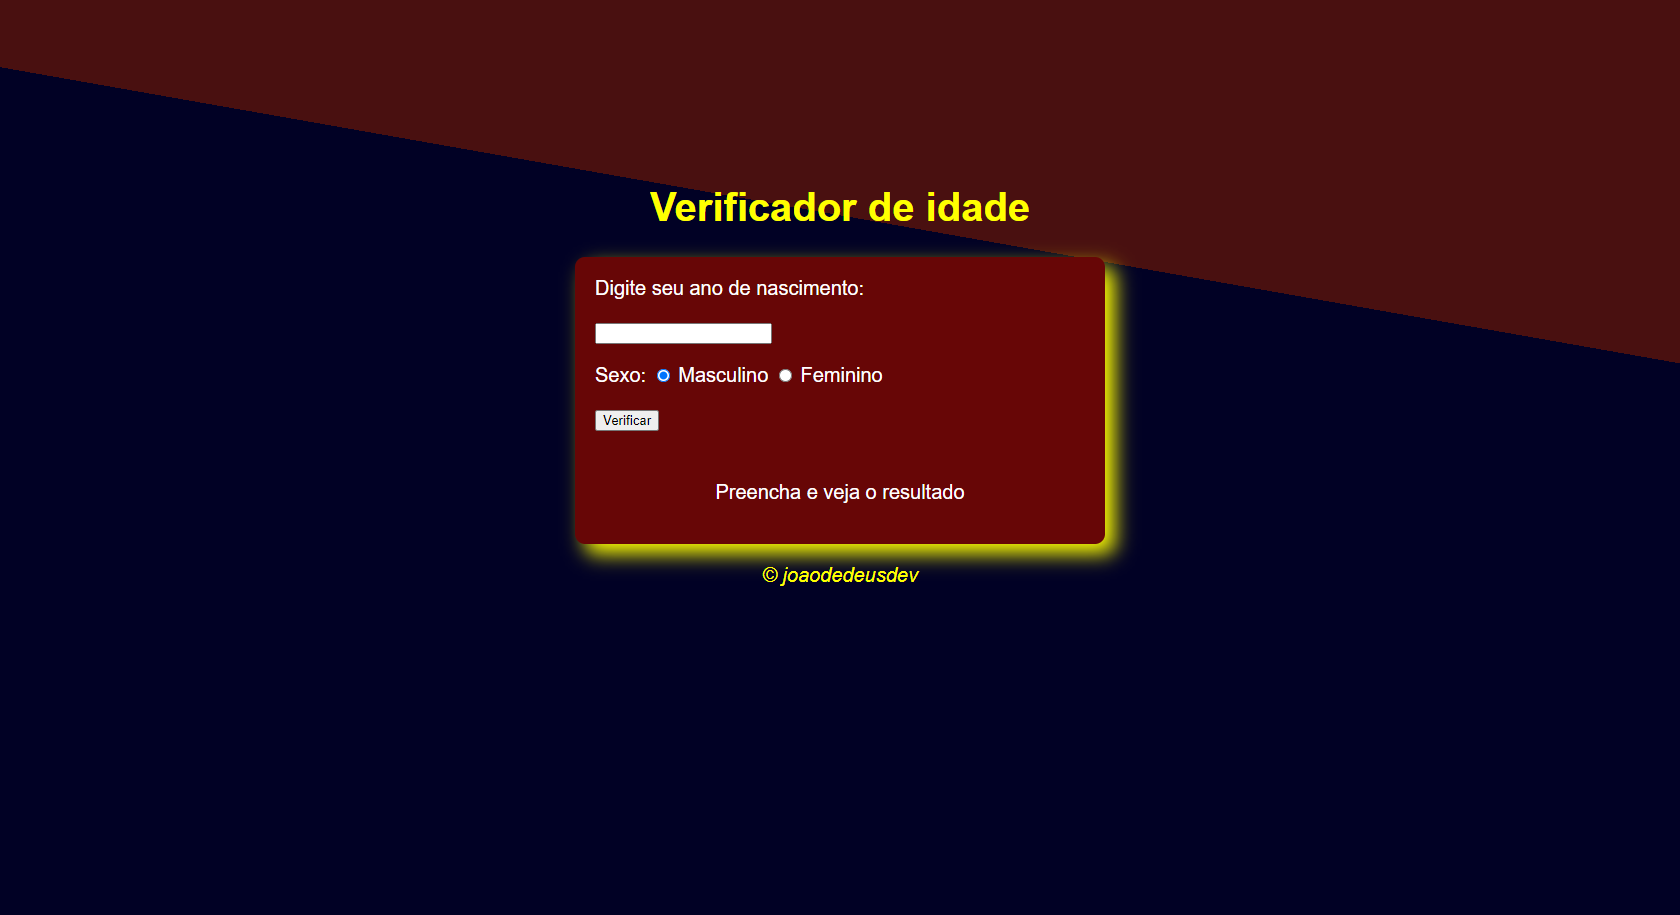 Verificador de idade
Digite seu ano de nascimento:
Sexo: Masculino Feminino
Verificar
Preencha e veja o resultado
© joaodedeusdev